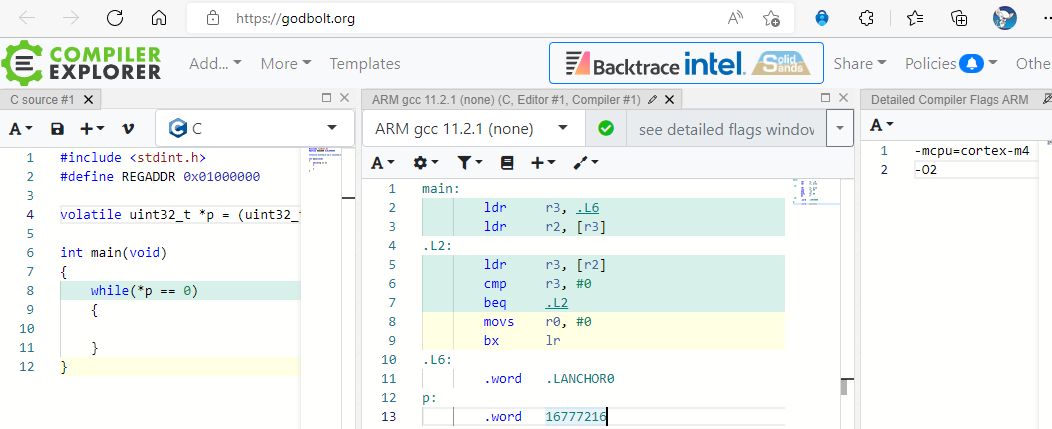 https://godbolt.org
COMPILER
EXPLORER
Add...
More
Templates
Backtrace intel. Solid Sands
Share
Policies
Othe
C source #1
ARM gcc 11.2.1 (none) (C, Editor #1, Compiler #1)
Detailed Compiler Flags ARM
A
C
ARM gcc 11.2.1 (none)
see detailed flags window
A
A
1 #include <stdint.h>
2 #define REGADDR 0x01000000
3
4 volatile uint32_t *p = (uint32_
5
6 int main(void)
7 {
8 while(*p == 0)
9 {
10
11 }
12 }
1 main:
2 ldr r3, .L6
3 ldr r2, [r3]
4 .L2:
5 ldr r3, [r2]
6 cmp r3, #0
7 beq .L2
8 movs r0, #0
9 bx lr
10 .L6:
11 .word .LANCHOR0
12 p:
13 .word 16777216
1 -mcpu=cortex-m4
2 -O2